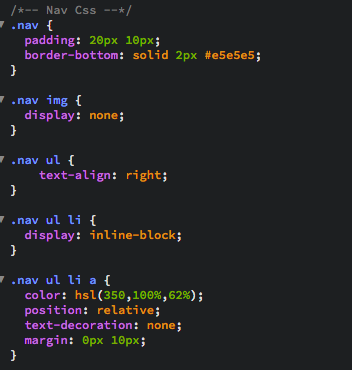 /*-- Nav Css --*/
.nav {
  padding: 20px 10px;
  border-bottom: solid 2px #e5e5e5;
}

.nav img {
  display: none;
}

.nav ul {
    text-align: right;
}

.nav ul li {
  display: inline-block;
}

.nav ul li a {
  color: hsl(350,100%,62%);
  position: relative;
  text-decoration: none;
  margin: 0px 10px;
}